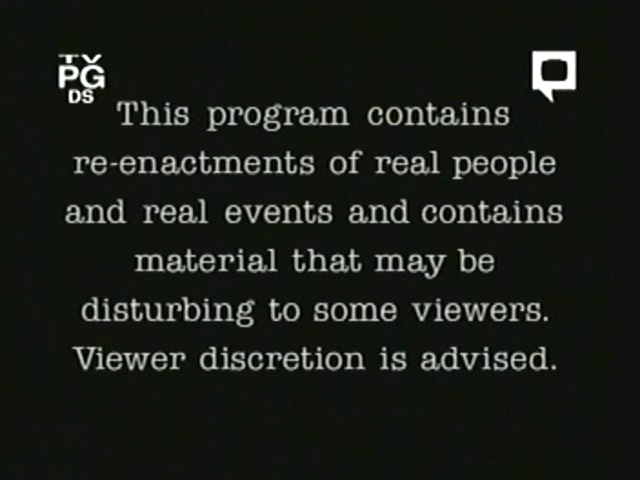 TV
PG
DS
This program contains
re-enactments of real people
and real events and contains
material that may be
disturbing to some viewers.
Viewer discretion is advised.